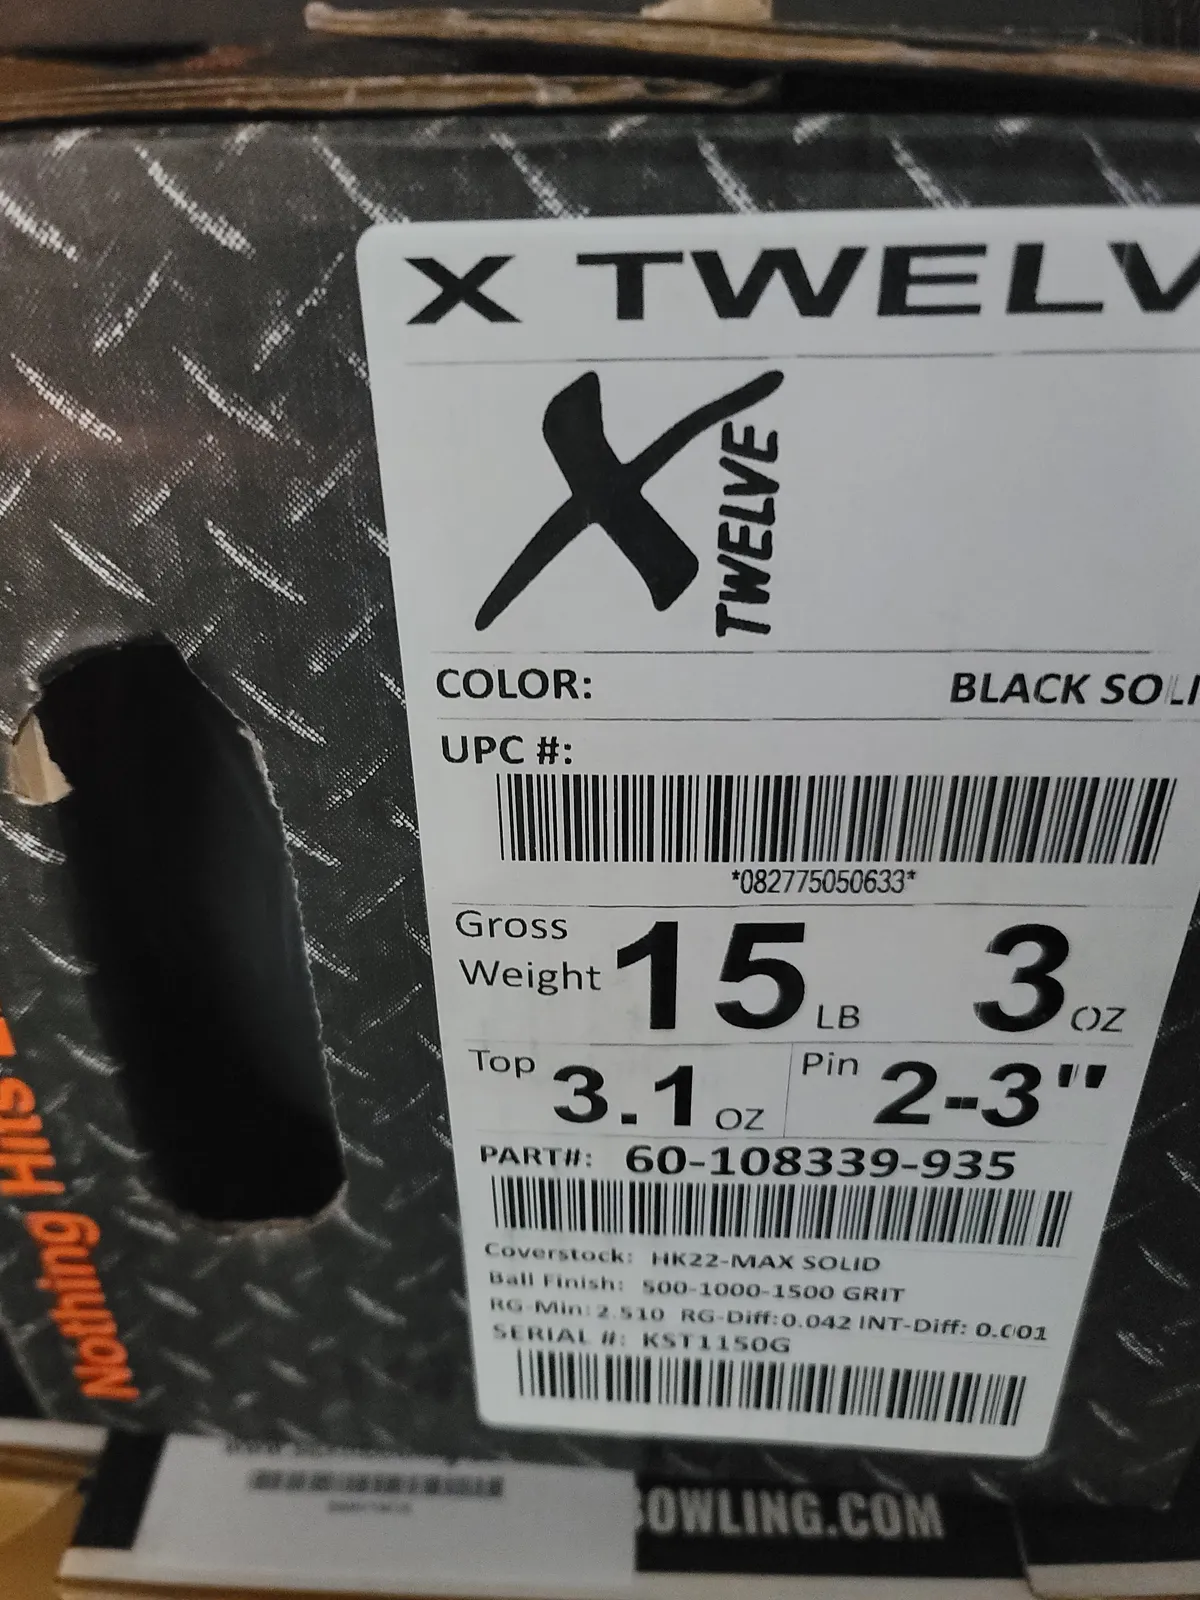 X TWELV
X
TWELVE
COLOR: BLACK SOLI
UPC #:
*082775050633*
Gross
Weight 15 LB 3 OZ
Top 3.1 OZ Pin 2-3"
PART#: 60-108339-935
Coverstock: HK22-MAX SOLID
Ball Finish: 500-1000-1500 GRIT
RG-Min: 2.510 RG-Diff:0.042 INT-Diff: 0.001
SERIAL #: KST1150G
Nothing Hits
OWLING.COM